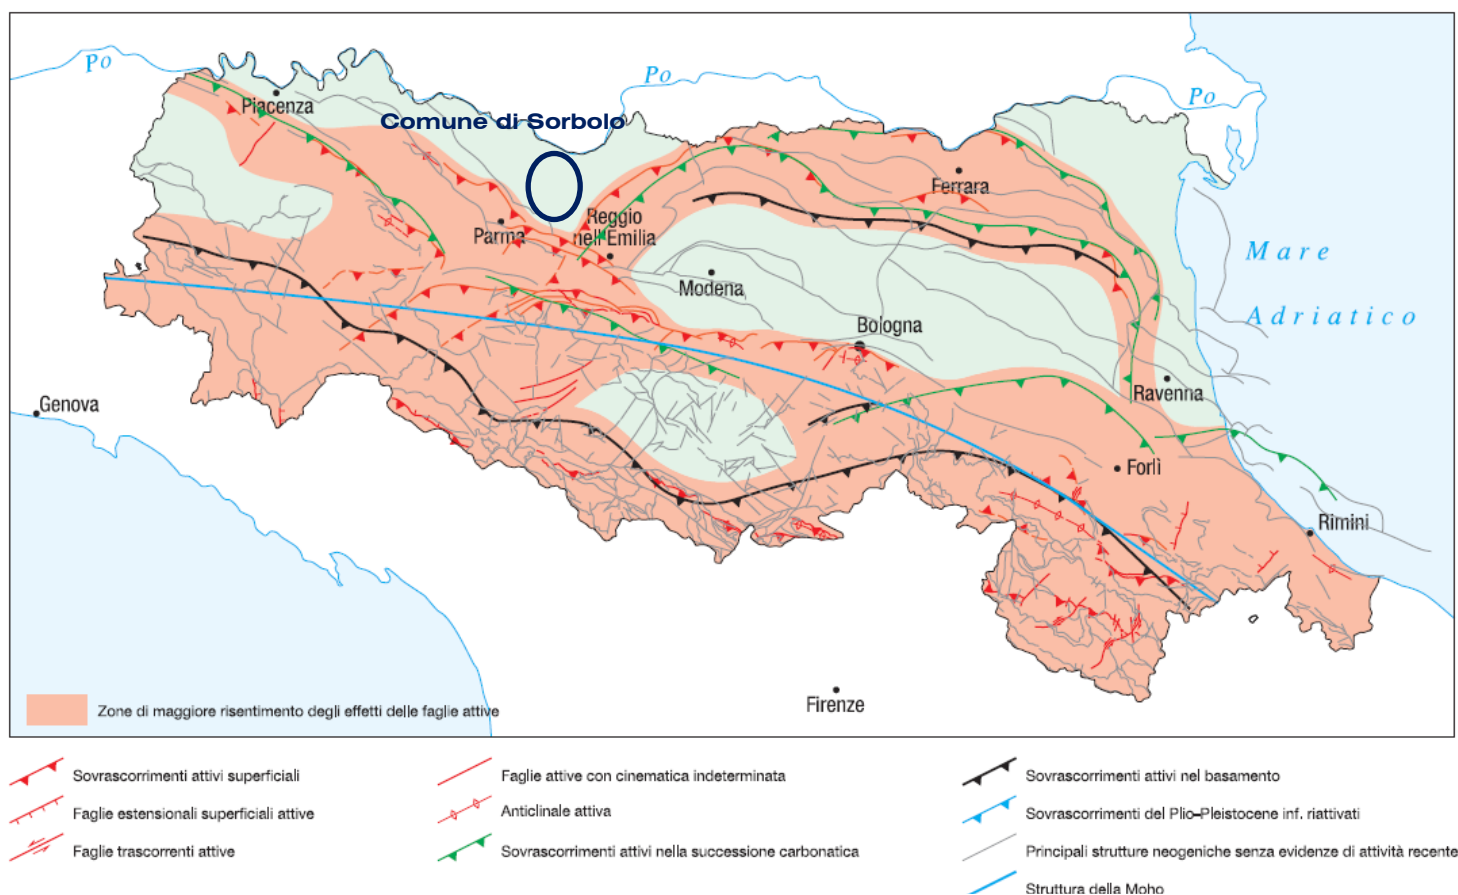 Po
Po
Po
Piacenza
Comune di Sorbolo
Ferrara
Reggio
nell'Emilia
Parma
Modena
Mare
Adriatico
Bologna
Ravenna
Genova
Forlì
Rimini
Firenze
Zone di maggiore risentimento degli effetti delle faglie attive
Sovrascorrimenti attivi superficiali
Faglie estensionali superficiali attive
Faglie trascorrenti attive
Faglie attive con cinematica indeterminata
Anticlinale attiva
Sovrascorrimenti attivi nella successione carbonatica
Sovrascorrimenti attivi nel basamento
Sovrascorrimenti del Plio–Pleistocene inf. riattivati
Principali strutture neogeniche senza evidenze di attività recente
Struttura della Moho